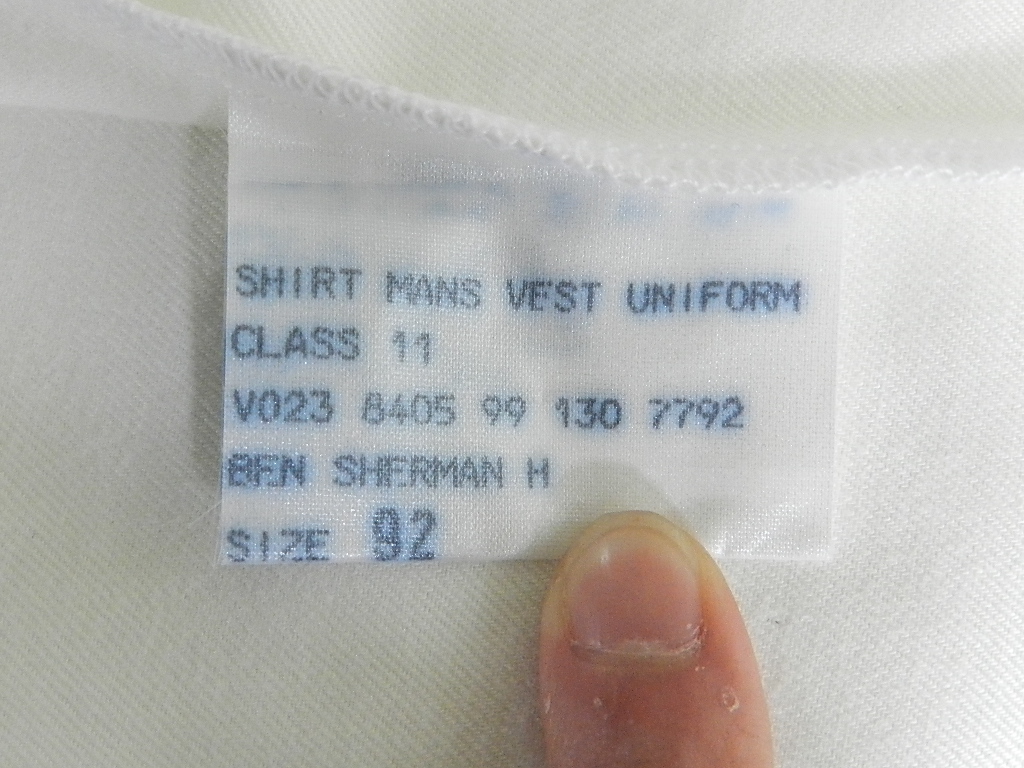 SHIRT MANS VEST UNIFORM
CLASS 11
V023 8405 99 130 7792
BEN SHERMAN H
SIZE 92